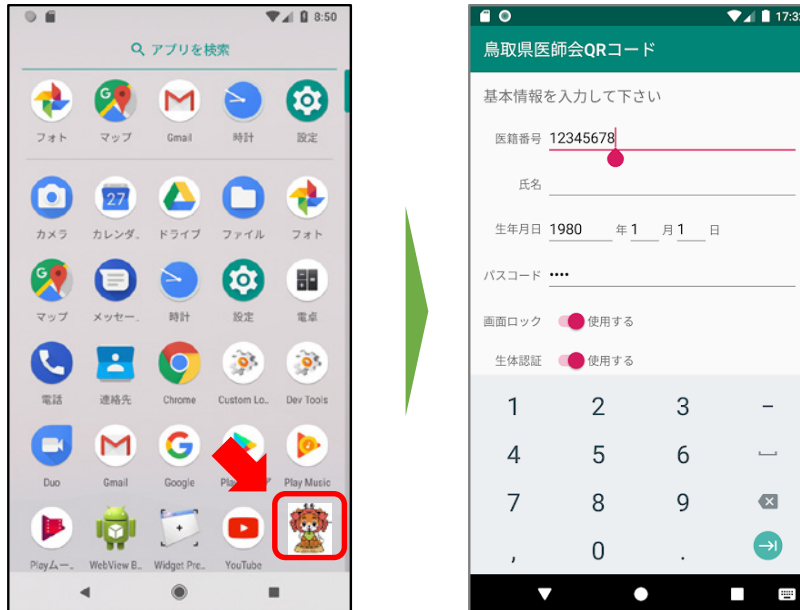 8:50
アプリを検索
フォト マップ Gmail 時計 設定
カメラ カレンダ.. ドライブ ファイル フォト
27
マップ メッセー.. 時計 設定 電卓
電話 連絡先 Chrome Custom Lo.. Dev Tools
Duo Gmail Google Play Music
Playムー.. WebView B.. Widget Pre.. YouTube
17:32
鳥取県医師会QRコード
基本情報を入力して下さい
医籍番号 12345678
氏名
生年月日 1980 年 1 月 1 日
パスコード ••••
画面ロック 使用する
生体認証 使用する
1 2 3 -
4 5 6
7 8 9
, 0 .